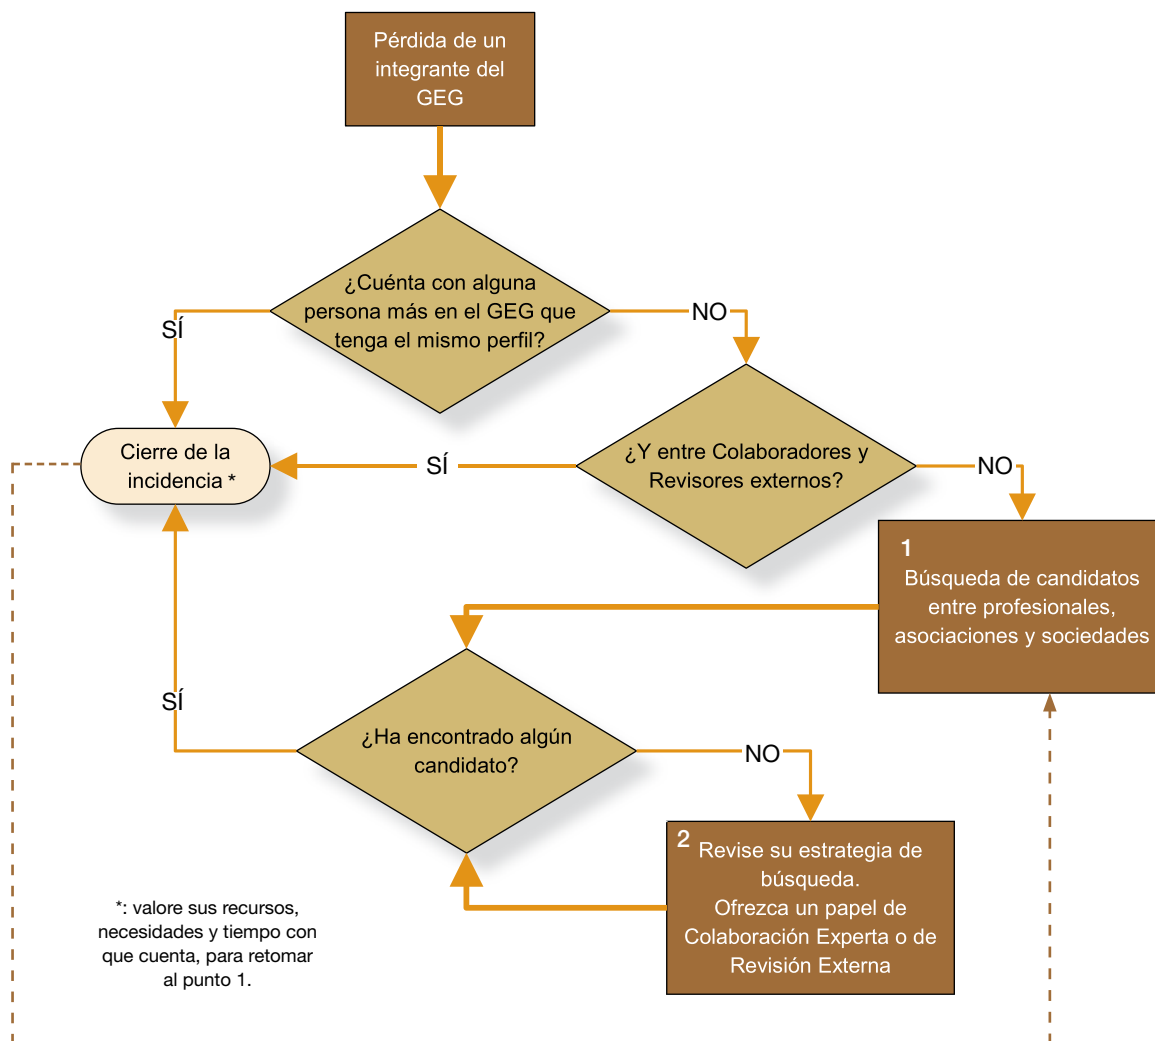 Pérdida de un
integrante del
GEG
¿Cuénta con alguna
persona más en el GEG que
tenga el mismo perfil?
SÍ
NO
Cierre de la
incidencia *
SÍ
¿Y entre Colaboradores y
Revisores externos?
NO
1
Búsqueda de candidatos
entre profesionales,
asociaciones y sociedades
SÍ
¿Ha encontrado algún
candidato?
NO
2
Revise su estrategia de
búsqueda.
Ofrezca un papel de
Colaboración Experta o de
Revisión Externa
*: valore sus recursos,
necesidades y tiempo con
que cuenta, para retomar
al punto 1.